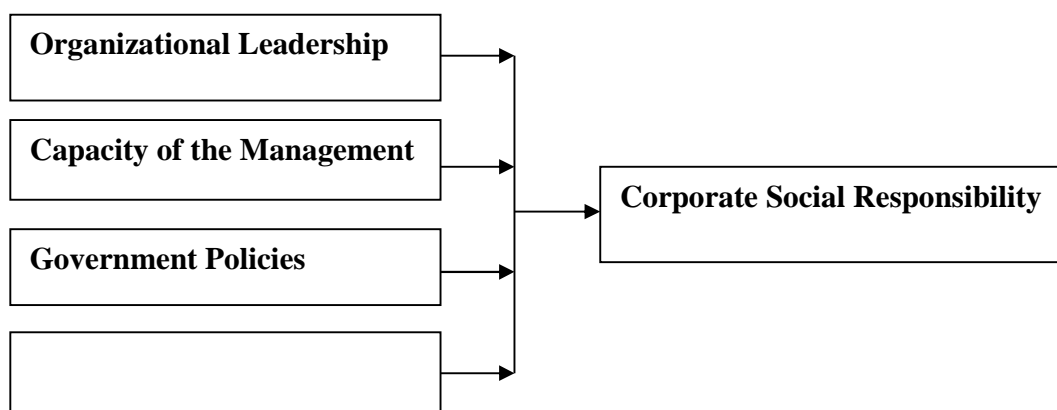 Organizational Leadership
Capacity of the Management
Corporate Social Responsibility
Government Policies